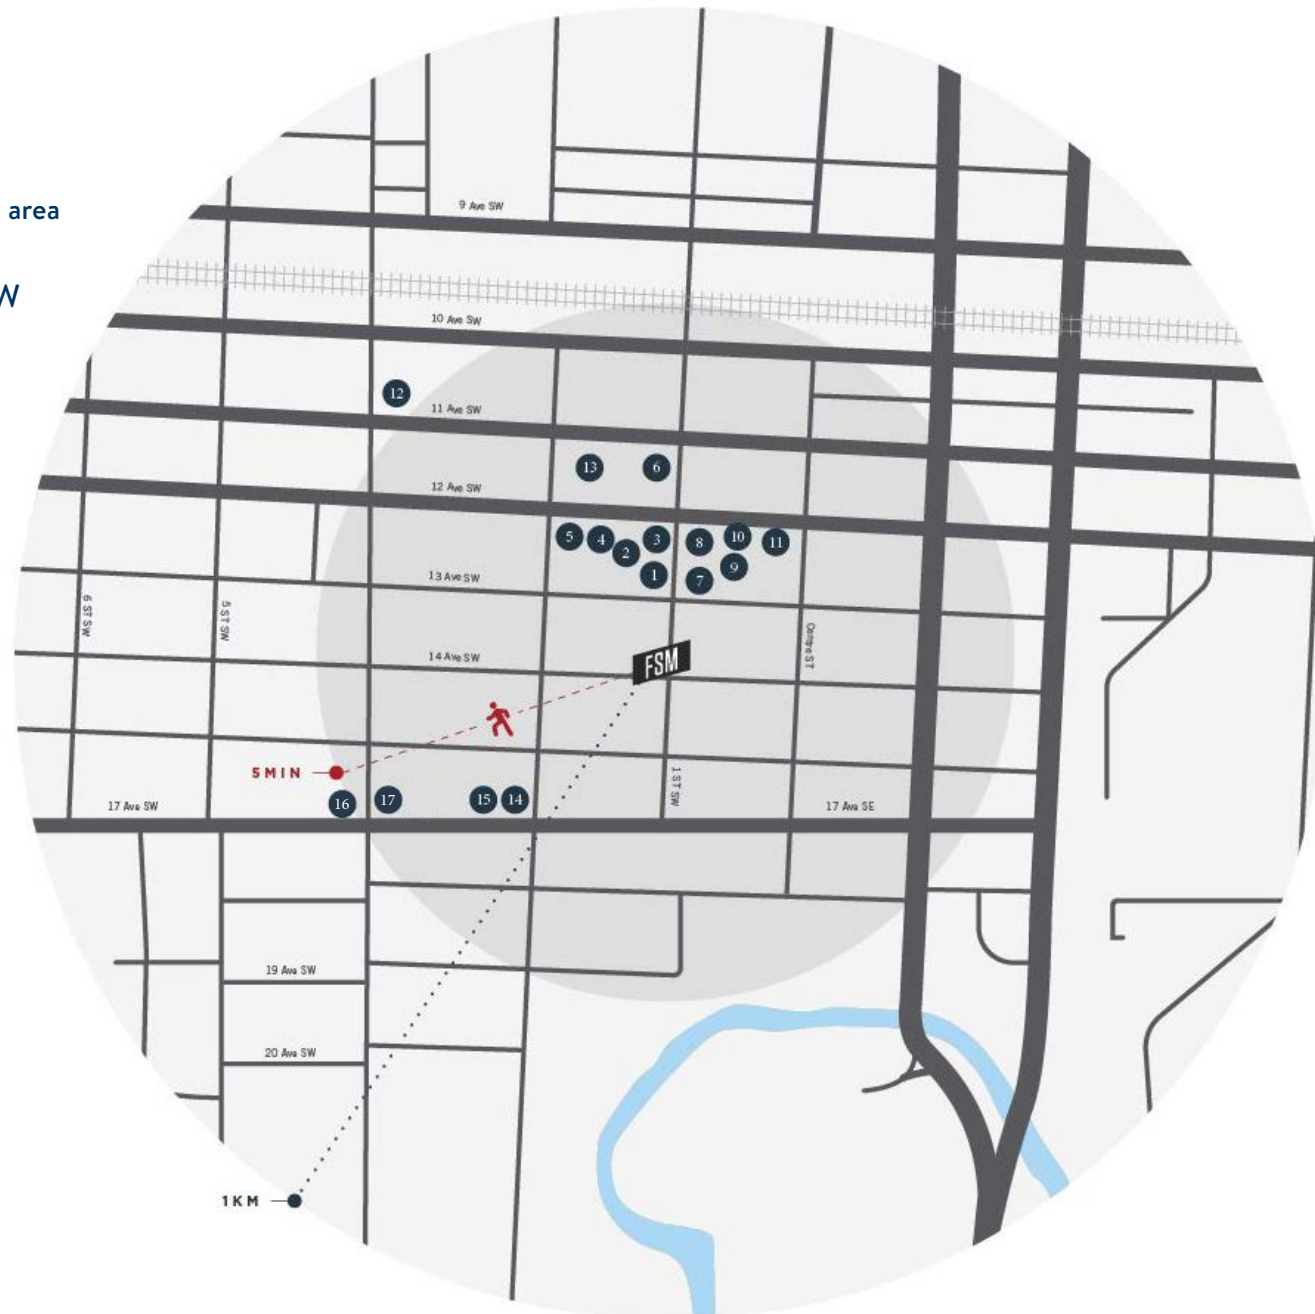 area
W
9 Ave SW
10 Ave SW
12
11 Ave SW
13
6
12 Ave SW
5
4
2
3
8
10
11
1
7
9
13 Ave SW
6 ST SW
5 ST SW
Centre ST
14 Ave SW
FSM
5MIN
16
17
15
14
1 ST SW
17 Ave SW
17 Ave SE
19 Ave SW
20 Ave SW
1KM